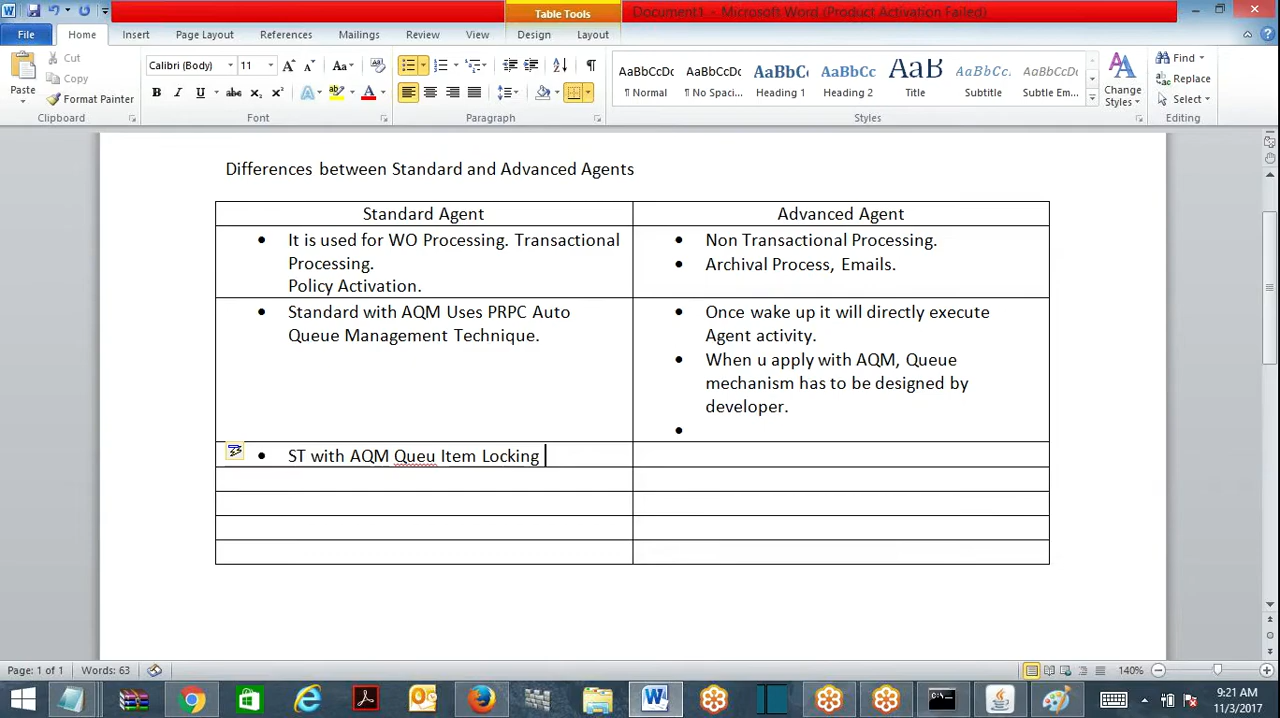 Table Tools
Document1 - Microsoft Word (Product Activation Failed)
File Home Insert Page Layout References Mailings Review View Design Layout
Paste
Cut
Copy
Format Painter
Clipboard
Calibri (Body) 11
Font
Paragraph
AaBbCcDc AaBbCcDc AaBbC AaBbCc AaB AaBbCcDc AaBbCcDc
¶ Normal ¶ No Spaci... Heading 1 Heading 2 Title Subtitle Subtle Em...
Styles
Change Styles
Find
Replace
Select
Editing
Differences between Standard and Advanced Agents
Standard Agent
Advanced Agent
• It is used for WO Processing. Transactional
Processing.
Policy Activation.
• Non Transactional Processing.
• Archival Process, Emails.
• Standard with AQM Uses PRPC Auto
Queue Management Technique.
• Once wake up it will directly execute
Agent activity.
• When u apply with AQM, Queue
mechanism has to be designed by
developer.
•
• ST with AQM Queu Item Locking
Page: 1 of 1 Words: 63 140%
9:21 AM
11/3/2017